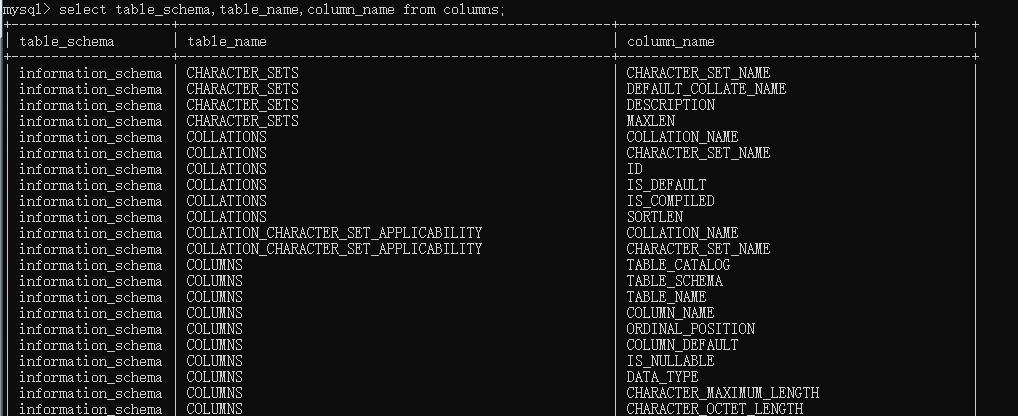 mysql> select table_schema,table_name,column_name from columns;
table_schema | table_name | column_name
information_schema | CHARACTER_SETS | CHARACTER_SET_NAME
information_schema | CHARACTER_SETS | DEFAULT_COLLATE_NAME
information_schema | CHARACTER_SETS | DESCRIPTION
information_schema | CHARACTER_SETS | MAXLEN
information_schema | COLLATIONS | COLLATION_NAME
information_schema | COLLATIONS | CHARACTER_SET_NAME
information_schema | COLLATIONS | ID
information_schema | COLLATIONS | IS_DEFAULT
information_schema | COLLATIONS | IS_COMPILED
information_schema | COLLATIONS | SORTLEN
information_schema | COLLATION_CHARACTER_SET_APPLICABILITY | COLLATION_NAME
information_schema | COLLATION_CHARACTER_SET_APPLICABILITY | CHARACTER_SET_NAME
information_schema | COLUMNS | TABLE_CATALOG
information_schema | COLUMNS | TABLE_SCHEMA
information_schema | COLUMNS | TABLE_NAME
information_schema | COLUMNS | COLUMN_NAME
information_schema | COLUMNS | ORDINAL_POSITION
information_schema | COLUMNS | COLUMN_DEFAULT
information_schema | COLUMNS | IS_NULLABLE
information_schema | COLUMNS | DATA_TYPE
information_schema | COLUMNS | CHARACTER_MAXIMUM_LENGTH
information_schema | COLUMNS | CHARACTER_OCTET_LENGTH